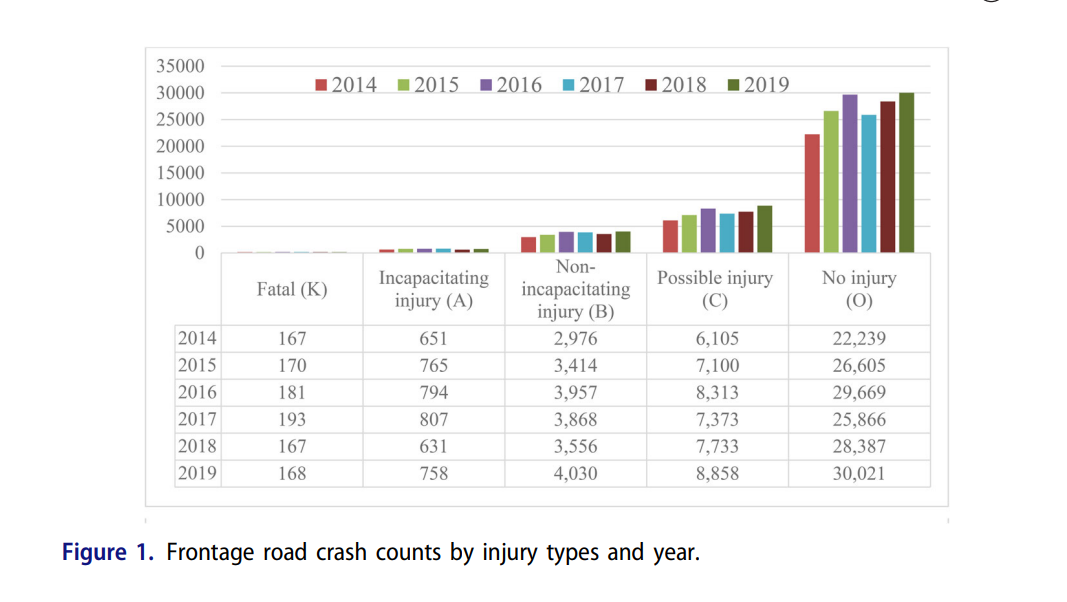 35000
30000
25000
20000
15000
10000
5000
0
2014 2015 2016 2017 2018 2019
Fatal (K)
Incapacitating
injury (A)
Non-
incapacitating
injury (B)
Possible injury
(C)
No injury
(O)
2014 167 651 2,976 6,105 22,239
2015 170 765 3,414 7,100 26,605
2016 181 794 3,957 8,313 29,669
2017 193 807 3,868 7,373 25,866
2018 167 631 3,556 7,733 28,387
2019 168 758 4,030 8,858 30,021
Figure 1. Frontage road crash counts by injury types and year.